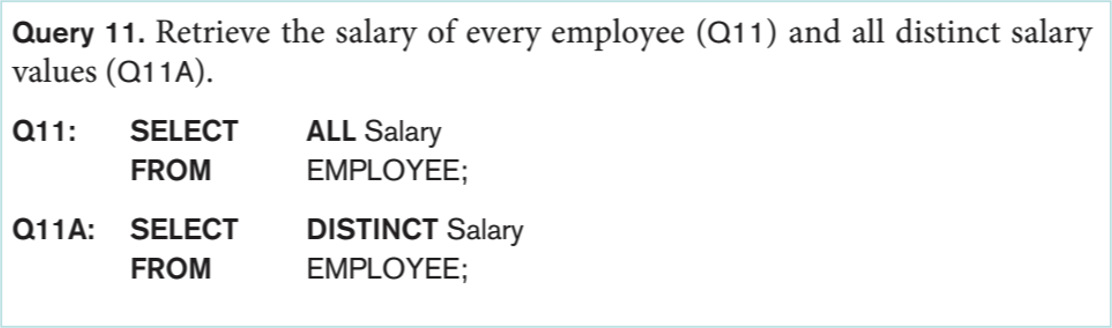 Query 11. Retrieve the salary of every employee (Q11) and all distinct salary
values (Q11A).
Q11: SELECT ALL Salary
FROM EMPLOYEE;
Q11A: SELECT DISTINCT Salary
FROM EMPLOYEE;